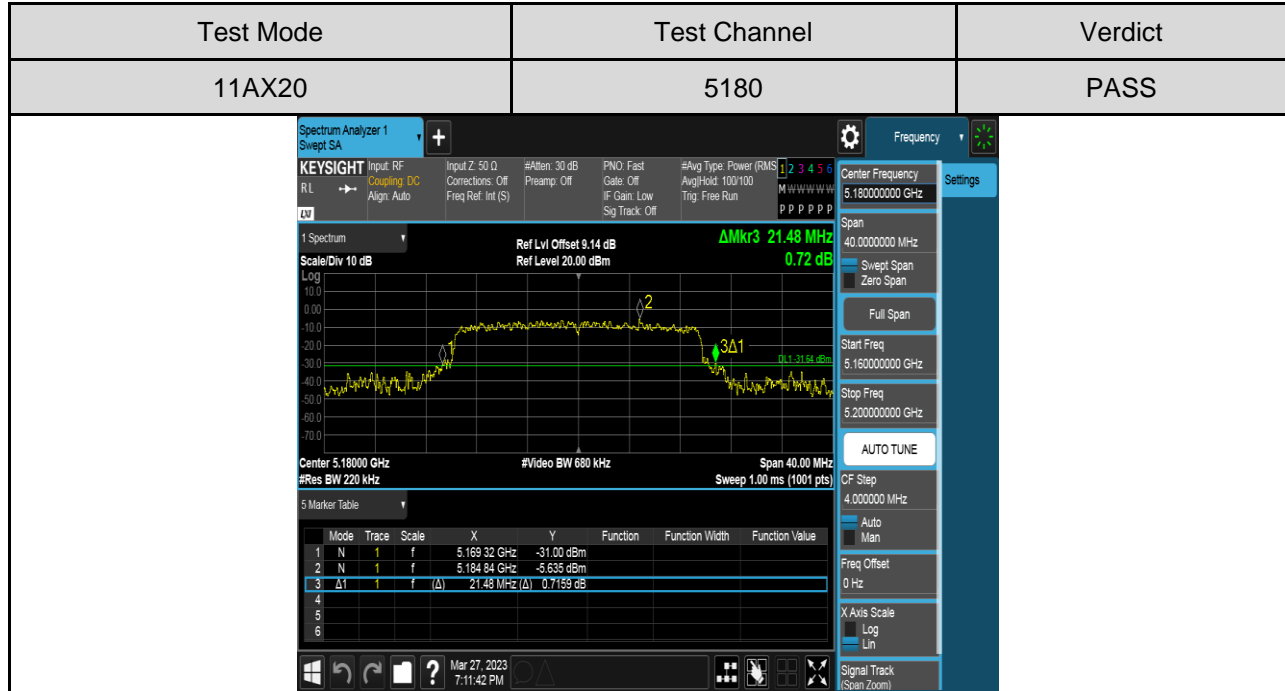 Test Mode Test Channel Verdict
11AX20 5180 PASS
Spectrum Analyzer 1
Swept SA
+
Frequency
KEYSIGHT Input: RF Input Z: 50 Ω #Atten: 30 dB PNO: Fast #Avg Type: Power (RMS 1 2 3 4 5 6
RL Coupling: DC Corrections: Off Preamp: Off Gate: Off Avg|Hold: 100/100 M W W W W W
Align: Auto Freq Ref: Int (S) IF Gain: Low Trig: Free Run
LXI Sig Track: Off P P P P P P
1 Spectrum
Ref Lvl Offset 9.14 dB
ΔMkr3 21.48 MHz
Scale/Div 10 dB Ref Level 20.00 dBm 0.72 dB
Log
10.0
0.00
-10.0
-20.0
-30.0
-40.0
-50.0
-60.0
-70.0
1
2
3Δ1
DL1 -31.64 dBm
Center 5.18000 GHz #Video BW 680 kHz Span 40.00 MHz
#Res BW 220 kHz Sweep 1.00 ms (1001 pts)
5 Marker Table
Mode Trace Scale X Y Function Function Width Function Value
1 N 1 f 5.169 32 GHz -31.00 dBm
2 N 1 f 5.184 84 GHz -5.635 dBm
3 Δ1 1 f (Δ) 21.48 MHz (Δ) 0.7159 dB
4
5
6
?
Mar 27, 2023
7:11:42 PM
Center Frequency
5.180000000 GHz
Settings
Span
40.0000000 MHz
Swept Span
Zero Span
Full Span
Start Freq
5.160000000 GHz
Stop Freq
5.200000000 GHz
AUTO TUNE
CF Step
4.000000 MHz
Auto
Man
Freq Offset
0 Hz
X Axis Scale
Log
Lin
Signal Track
(Span Zoom)